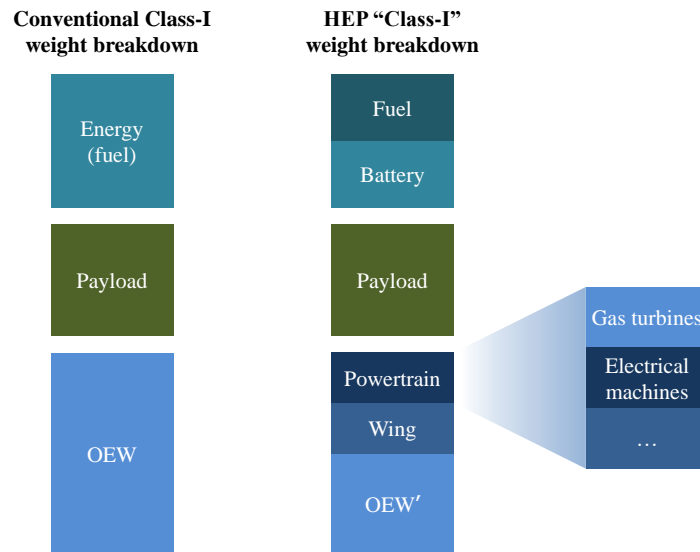 Conventional Class-I
weight breakdown
Energy
(fuel)
Payload
OEW
HEP “Class-I”
weight breakdown
Fuel
Battery
Payload
Powertrain
Wing
OEW′
Gas turbines
Electrical
machines
…